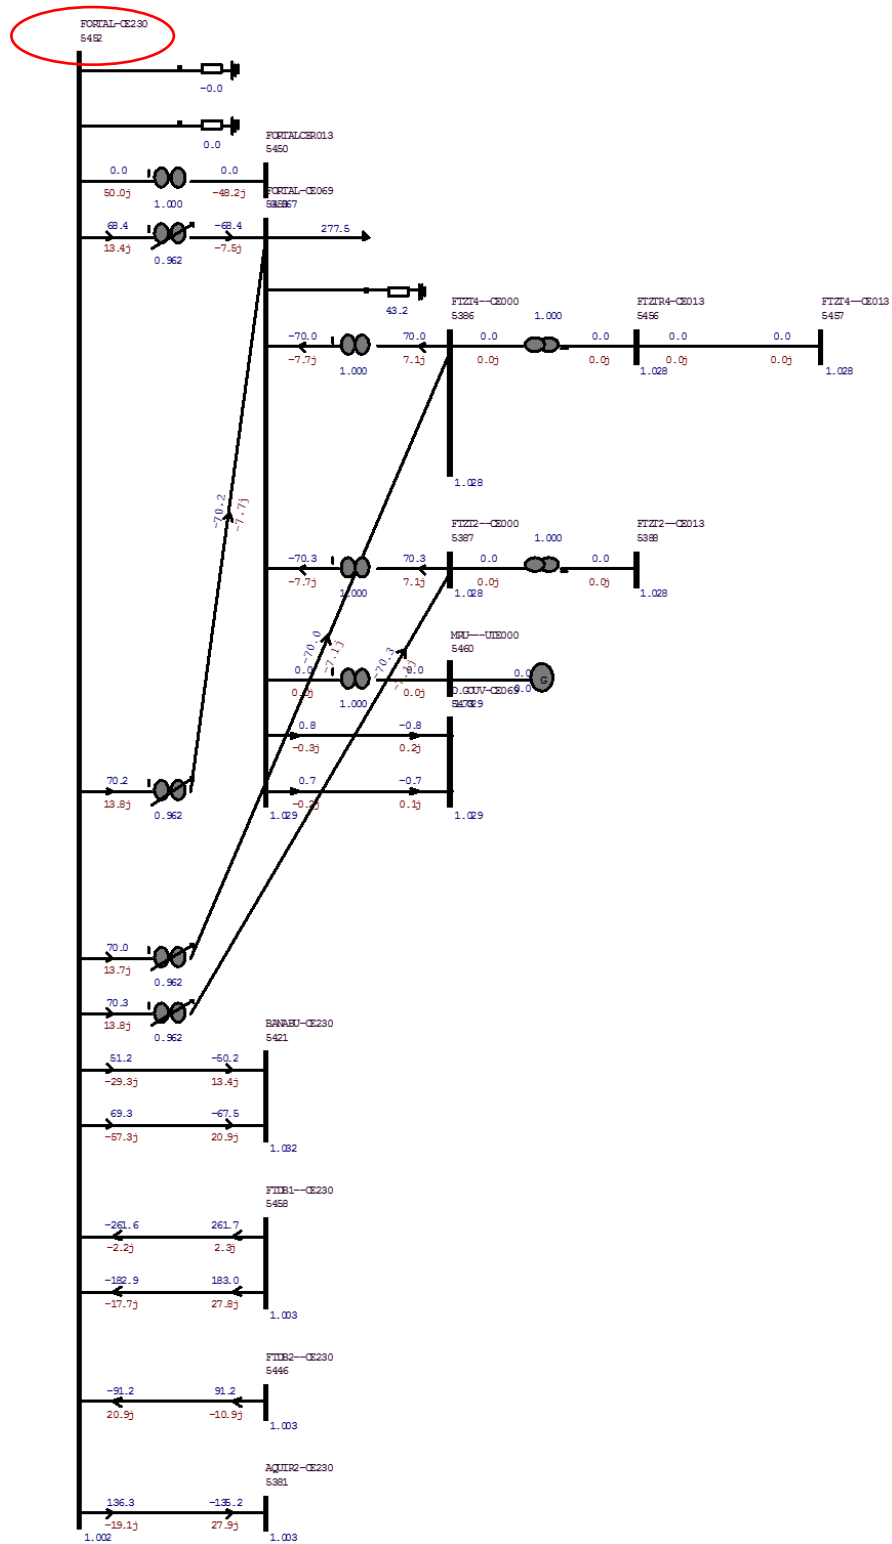 FORTAL-CE230
5452
-0.0
0.0
FORTALCER013
5450
0.0 0.0
50.0j -48.2j
1.000
FORTAL-CE069
68.4 -68.4 277.5
13.4j -7.5j
0.962
43.2
FTZT4--CE000
5386
1.000
FTZTR4-CE013
5456
FTZT4--CE013
5457
-70.0 70.0 0.0 0.0 0.0 0.0
-7.7j 7.1j 0.0j 0.0j 0.0j 0.0j
1.000
1.028 1.028
1.028
-70.2
-7.7j
FTZT2--CE000
5387
1.000
FTZT2--CE013
5388
-70.3 70.3 0.0 0.0
-7.7j 7.1j 0.0j 0.0j
1.000
1.028 1.028
-70.0
-7.1j
-70.3
5460
0.0 0.0 0.0
0.0j 0.0j 0.0
G
1.000
0.8 -0.8
-0.3j 0.2j
0.7 -0.7
-0.2j 0.1j
1.029 1.029
70.2
13.8j
0.962
70.0
13.7j
0.962
70.3
13.8j
0.962
BANABU-CE230
5421
51.2 -50.2
-29.3j 13.4j
69.3 -67.5
-57.3j 20.9j
1.032
FTDB1--CE230
5458
-261.6 261.7
-2.2j 2.3j
-182.9 183.0
-17.7j 27.8j
1.003
FTDB2--CE230
5446
-91.2 91.2
20.9j -10.9j
1.003
AQUIR2-CE230
5381
136.3 -135.2
-19.1j 27.9j
1.002 1.003